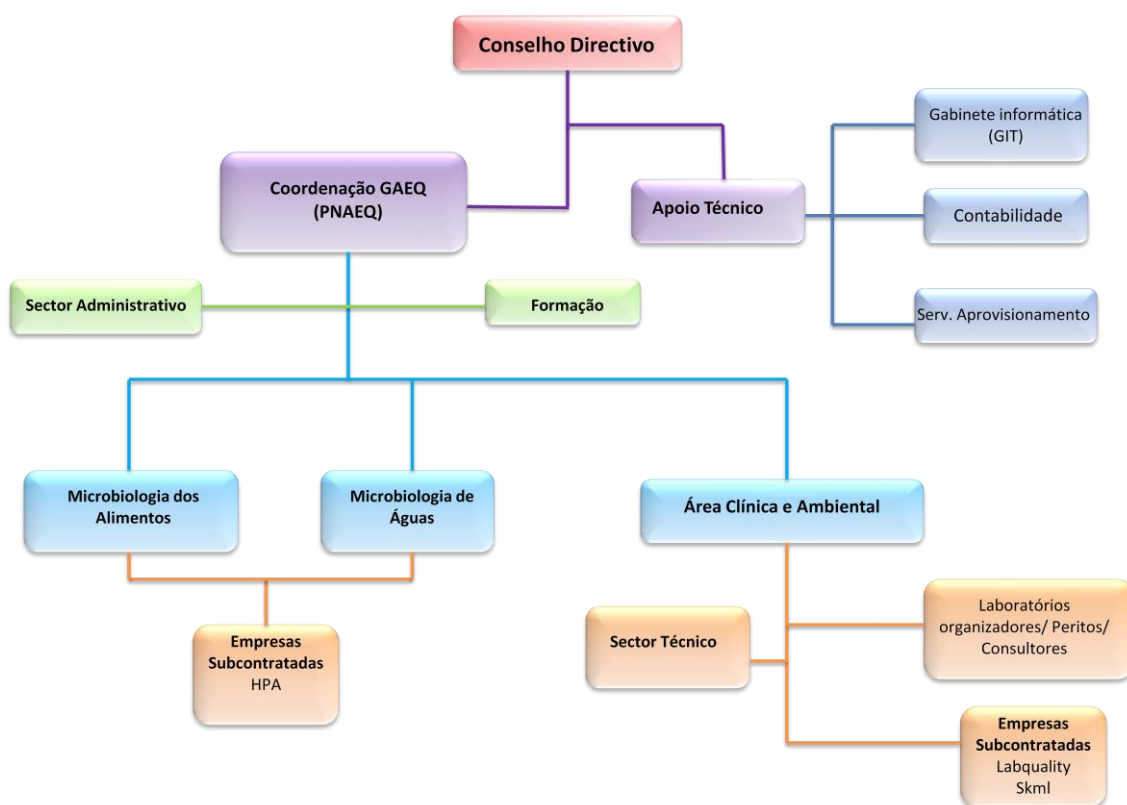 Conselho Directivo
Gabinete informática
(GIT)
Coordenação GAEQ
(PNAEQ)
Apoio Técnico
Contabilidade
Sector Administrativo
Formação
Serv. Aprovisionamento
Microbiologia dos
Alimentos
Microbiologia de
Águas
Área Clínica e Ambiental
Empresas
Subcontratadas
HPA
Sector Técnico
Laboratórios
organizadores/ Peritos/
Consultores
Empresas
Subcontratadas
Labquality
Skml